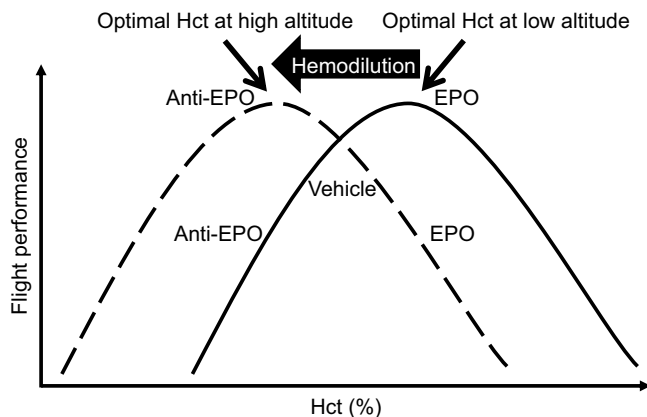 Optimal Hct at high altitude
Optimal Hct at low altitude
Hemodilution
Anti-EPO
EPO
Vehicle
Anti-EPO
EPO
Flight performance
Hct (%)